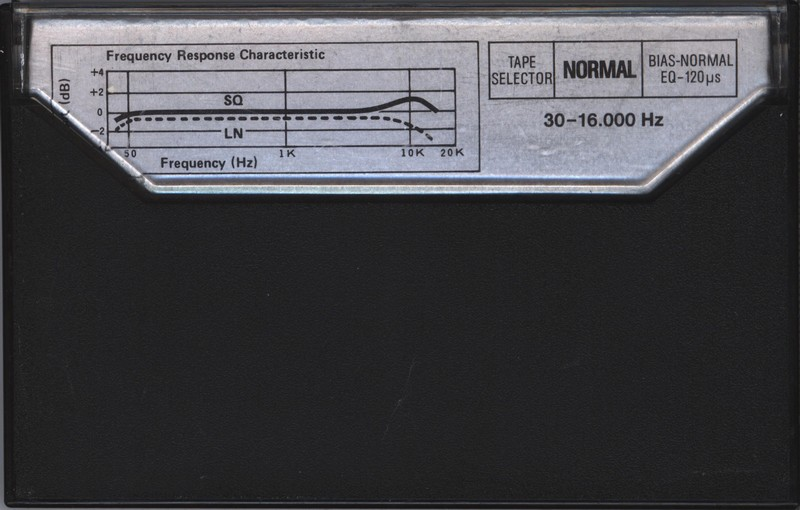 Frequency Response Characteristic
(dB)
+4
+2
0
−2
SQ
LN
50 1K 10K 20K
Frequency (Hz)
TAPE
SELECTOR
NORMAL
BIAS-NORMAL
EQ-120µs
30-16.000 Hz